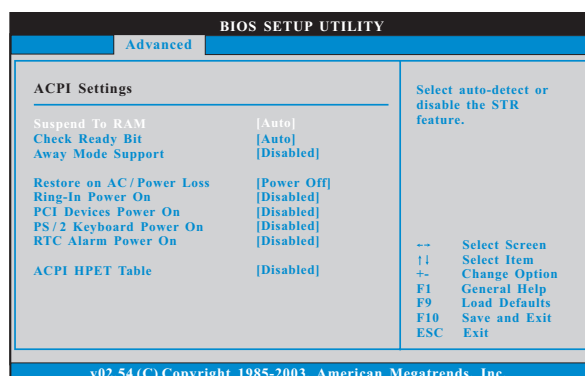 BIOS SETUP UTILITY
Advanced
ACPI Settings
Suspend To RAM [Auto]
Check Ready Bit [Auto]
Away Mode Support [Disabled]
Restore on AC/Power Loss [Power Off]
Ring-In Power On [Disabled]
PCI Devices Power On [Disabled]
PS/2 Keyboard Power On [Disabled]
RTC Alarm Power On [Disabled]
ACPI HPET Table [Disabled]
Select auto-detect or
disable the STR
feature.
←→ Select Screen
↑↓ Select Item
+- Change Option
F1 General Help
F9 Load Defaults
F10 Save and Exit
ESC Exit
v02.54 (C) Copyright 1985-2003, American Megatrends, Inc.